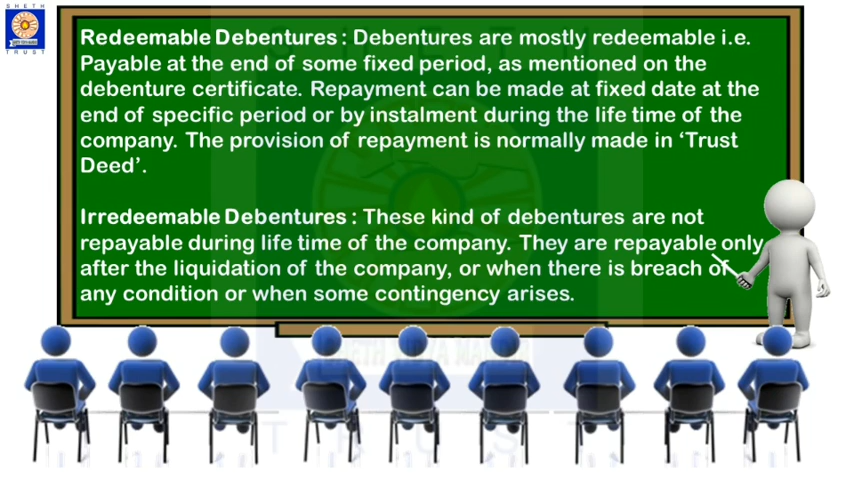 SHETH
TRUST
Redeemable Debentures : Debentures are mostly redeemable i.e.
Payable at the end of some fixed period, as mentioned on the
debenture certificate. Repayment can be made at fixed date at the
end of specific period or by instalment during the life time of the
company. The provision of repayment is normally made in ‘Trust
Deed’.
Irredeemable Debentures : These kind of debentures are not
repayable during life time of the company. They are repayable only
after the liquidation of the company, or when there is breach of
any condition or when some contingency arises.
SHETH VIDYA MANDIR
TRUST